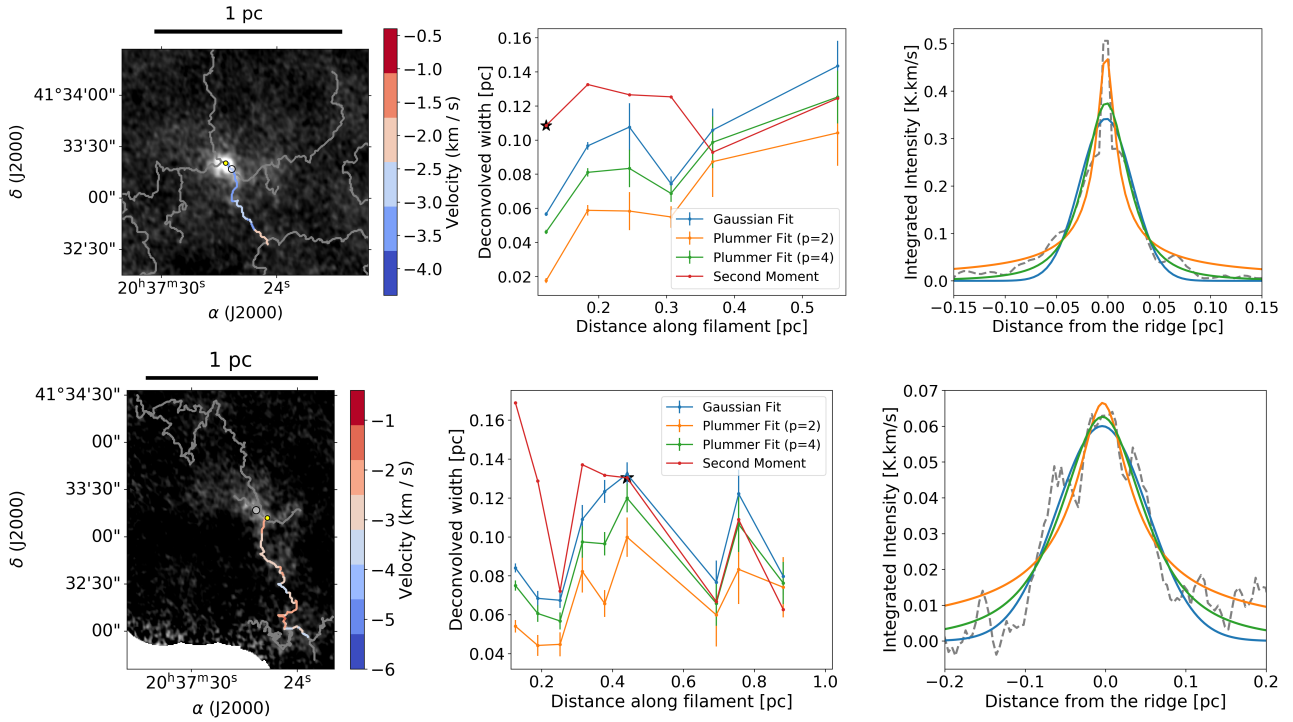 1 pc
41°34'00"
33'30"
00"
32'30"
δ (J2000)
20ʰ37ᵐ30ˢ
24ˢ
α (J2000)
−0.5
−1.0
−1.5
−2.0
−2.5
−3.0
−3.5
−4.0
Velocity (km / s)
0.16
0.14
0.12
0.10
0.08
0.06
0.04
0.02
Deconvolved width [pc]
Gaussian Fit
Plummer Fit (p=2)
Plummer Fit (p=4)
Second Moment
0.2
0.3
0.4
0.5
Distance along filament [pc]
0.5
0.4
0.3
0.2
0.1
0.0
Integrated Intensity [K.km/s]
−0.15
−0.10
−0.05
0.00
0.05
0.10
0.15
Distance from the ridge [pc]
1 pc
41°34'30"
00"
33'30"
00"
32'30"
00"
δ (J2000)
20ʰ37ᵐ30ˢ
24ˢ
α (J2000)
−1
−2
−3
−4
−5
−6
Velocity (km / s)
0.16
0.14
0.12
0.10
0.08
0.06
0.04
Deconvolved width [pc]
Gaussian Fit
Plummer Fit (p=2)
Plummer Fit (p=4)
Second Moment
0.2
0.4
0.6
0.8
1.0
Distance along filament [pc]
0.07
0.06
0.05
0.04
0.03
0.02
0.01
0.00
Integrated Intensity [K.km/s]
−0.2
−0.1
0.0
0.1
0.2
Distance from the ridge [pc]